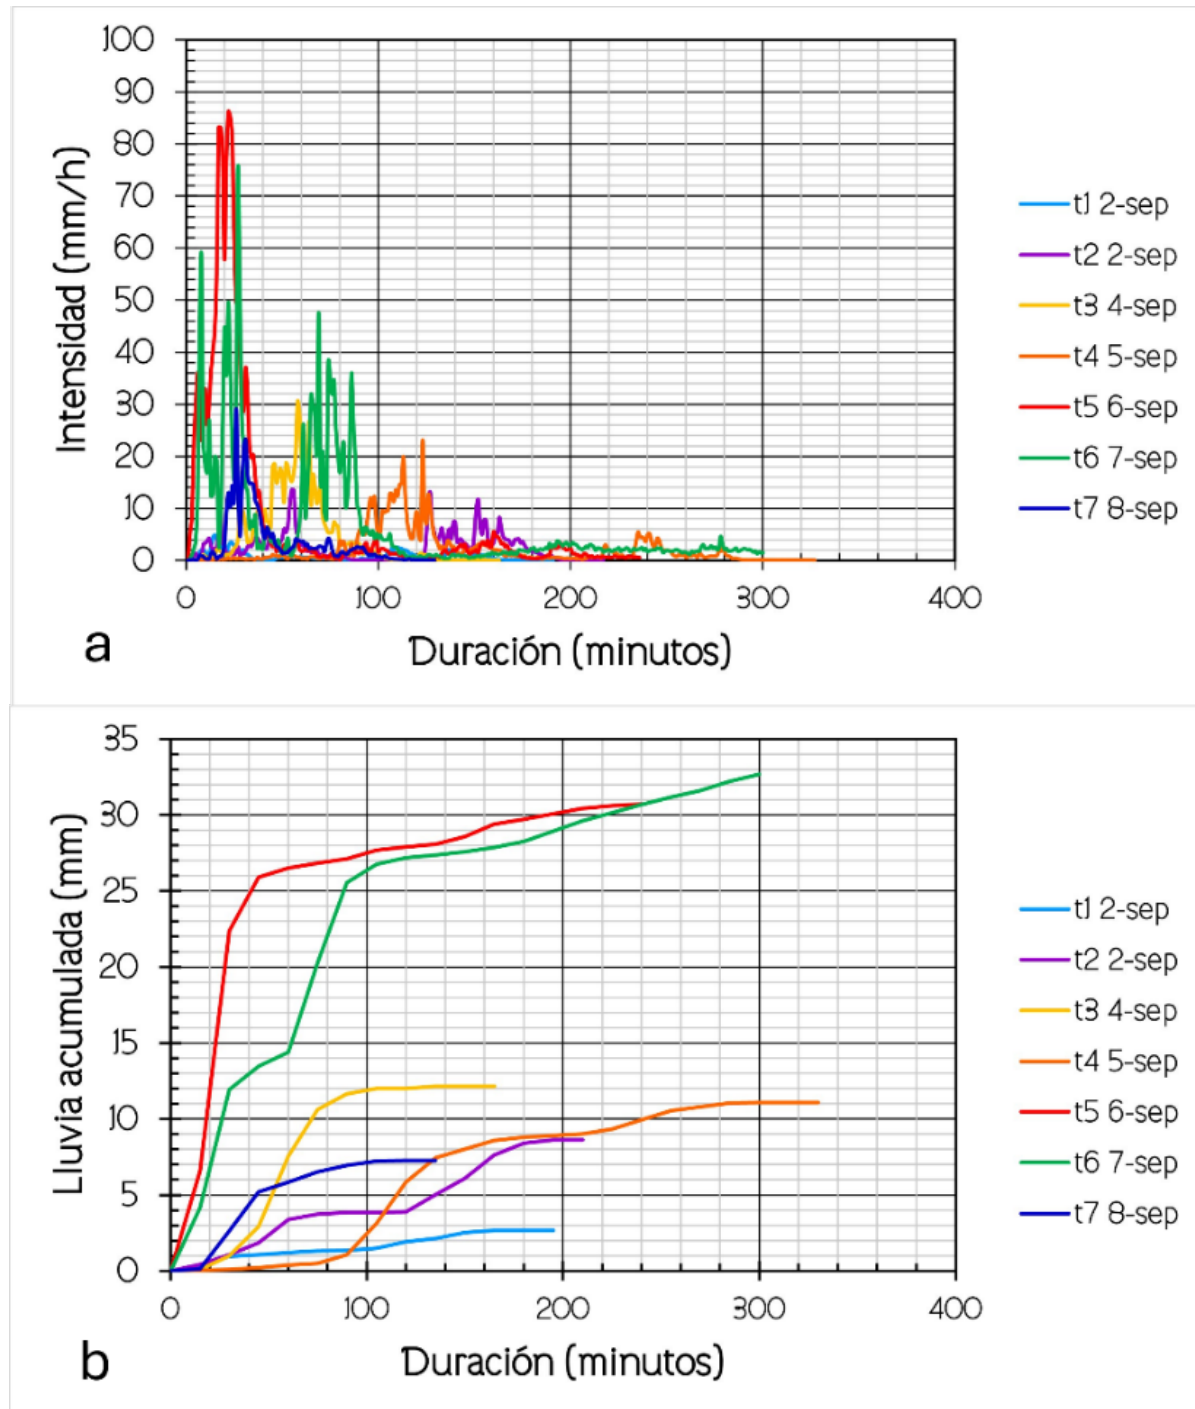 100
90
80
70
60
50
40
30
20
10
0
Intensidad (mm/h)
0 100 200 300 400
Duración (minutos)
a
t1 2-sep
t2 2-sep
t3 4-sep
t4 5-sep
t5 6-sep
t6 7-sep
t7 8-sep
35
30
25
20
15
10
5
0
Lluvia acumulada (mm)
0 100 200 300 400
Duración (minutos)
b
t1 2-sep
t2 2-sep
t3 4-sep
t4 5-sep
t5 6-sep
t6 7-sep
t7 8-sep